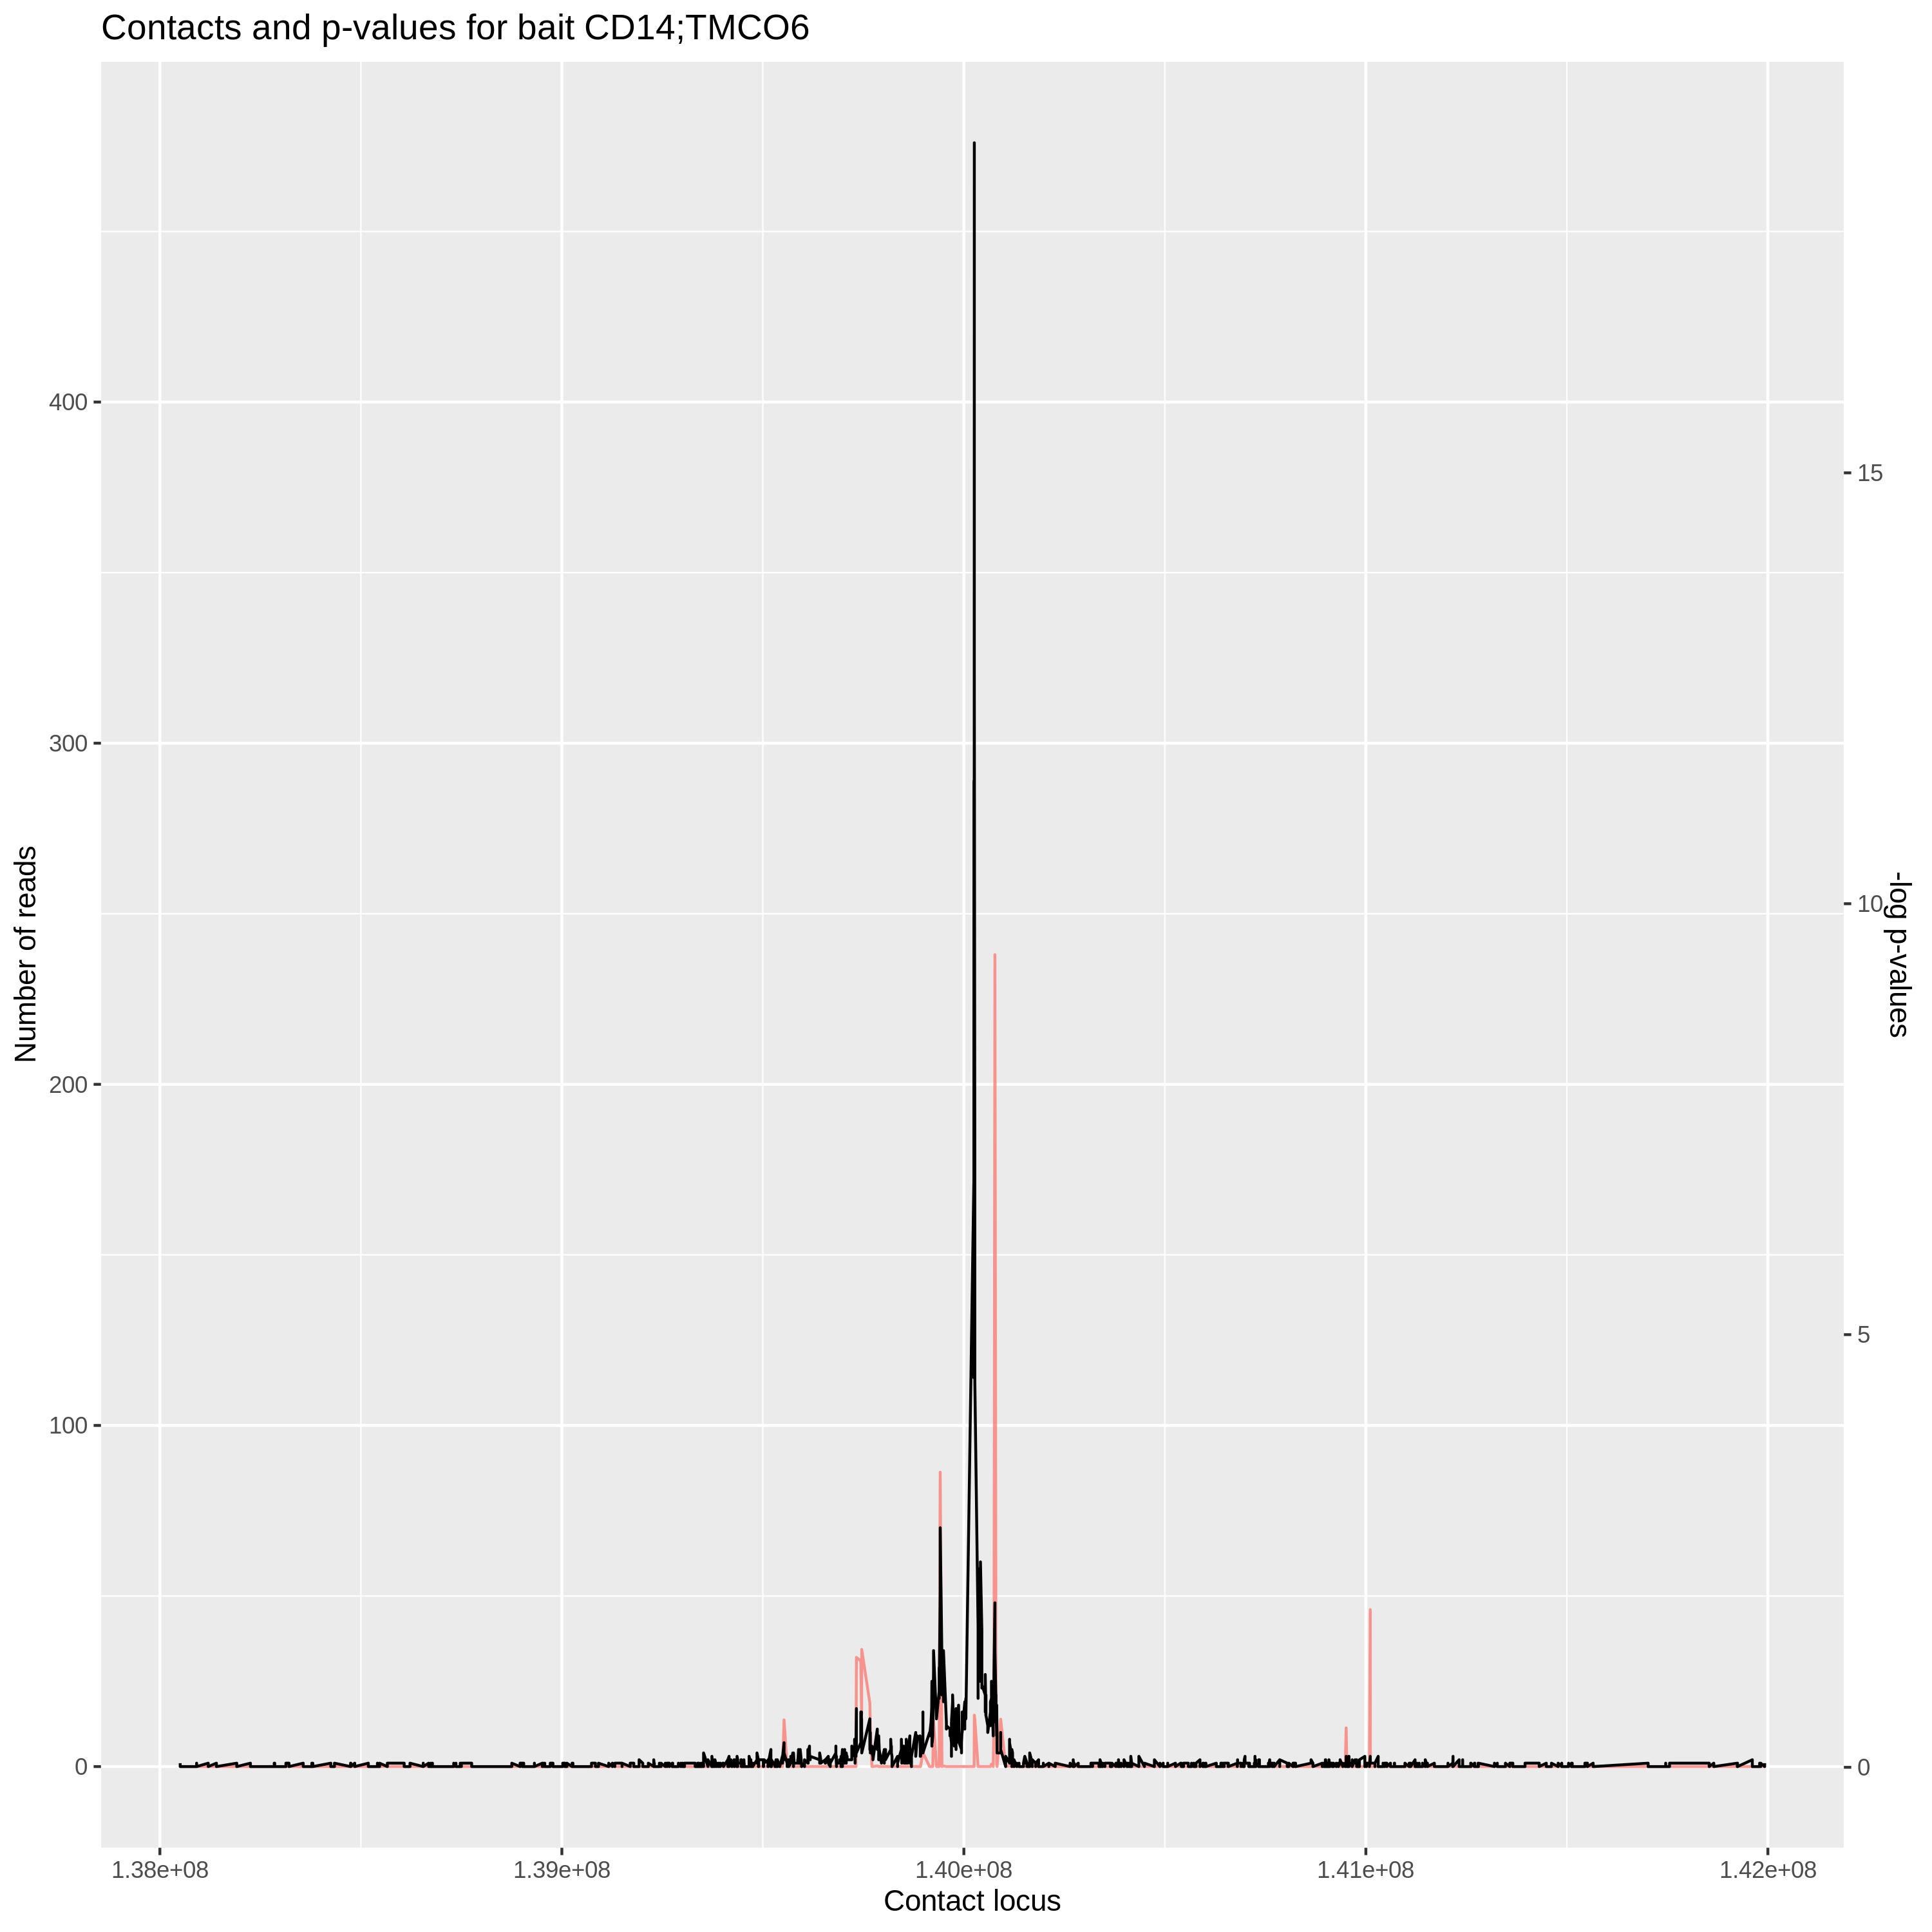 Contacts and p-values for bait CD14;TMCO6
Number of reads
400
300
200
100
0
15
10
5
0
-log p-values
1.38e+08
1.39e+08
1.40e+08
1.41e+08
1.42e+08
Contact locus